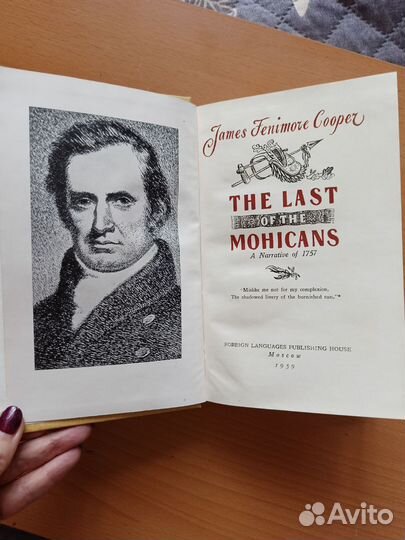 James Fenimore Cooper
THE LAST
OF THE
MOHICANS
A Narrative of 1757
"Mislike me not for my complexion,
The shadowed livery of the burnished sun,"*
FOREIGN LANGUAGES PUBLISHING HOUSE
Moscow
1959
Avito